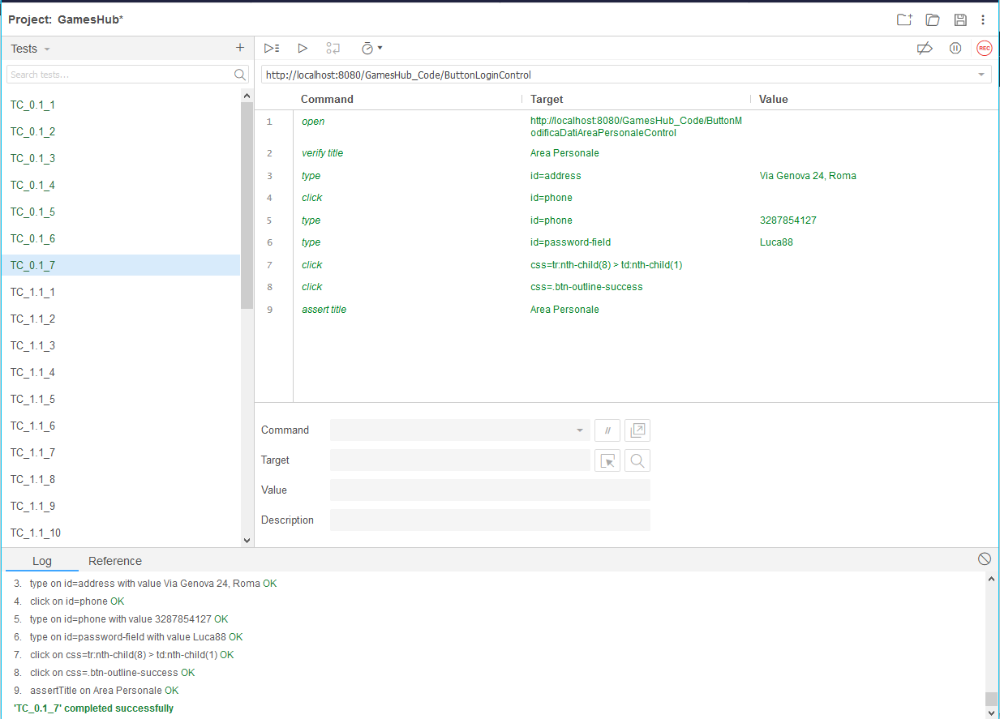 Project: GamesHub*
Tests
+
Search tests...
REC
http://localhost:8080/GamesHub_Code/ButtonLoginControl
TC_0.1_1
TC_0.1_2
TC_0.1_3
TC_0.1_4
TC_0.1_5
TC_0.1_6
TC_0.1_7
TC_1.1_1
TC_1.1_2
TC_1.1_3
TC_1.1_4
TC_1.1_5
TC_1.1_6
TC_1.1_7
TC_1.1_8
TC_1.1_9
TC_1.1_10
Command Target Value
1 open http://localhost:8080/GamesHub_Code/ButtonM
odificaDatiAreaPersonaleControl
2 verify title Area Personale
3 type id=address Via Genova 24, Roma
4 click id=phone
5 type id=phone 3287854127
6 type id=password-field Luca88
7 click css=tr:nth-child(8) > td:nth-child(1)
8 click css=.btn-outline-success
9 assert title Area Personale
Command //
Target
Value
Description
Log Reference
3. type on id=address with value Via Genova 24, Roma OK
4. click on id=phone OK
5. type on id=phone with value 3287854127 OK
6. type on id=password-field with value Luca88 OK
7. click on css=tr:nth-child(8) > td:nth-child(1) OK
8. click on css=.btn-outline-success OK
9. assertTitle on Area Personale OK
'TC_0.1_7' completed successfully